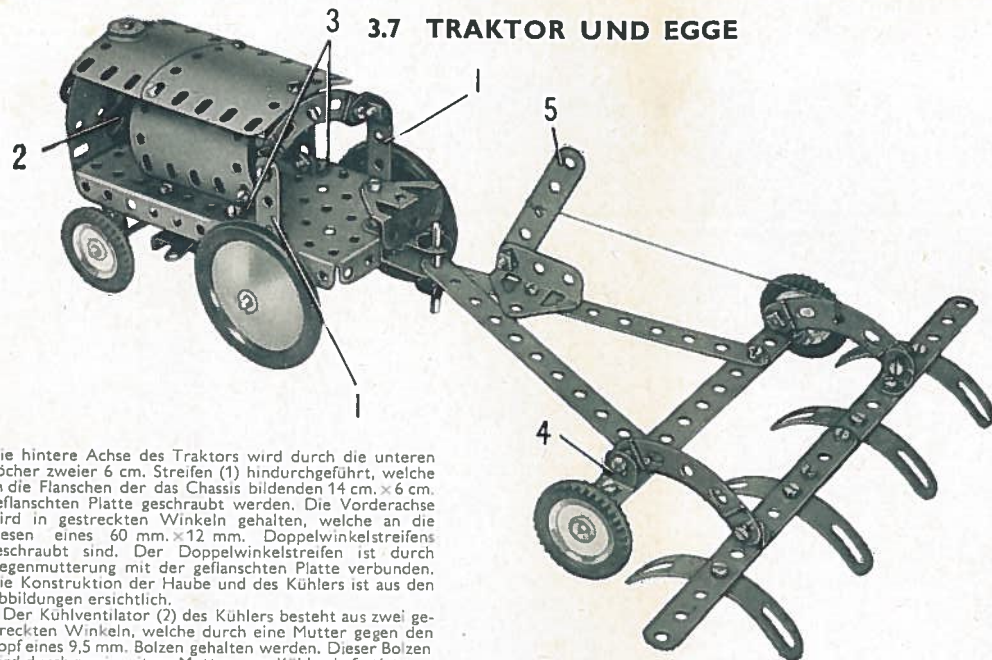 3.7 TRAKTOR UND EGGE
3
1
5
2
4
1
ie hintere Achse des Traktors wird durch die unteren
öcher zweier 6 cm. Streifen (1) hindurchgeführt, welche
die Flanschen der das Chassis bildenden 14 cm. × 6 cm.
eflanschten Platte geschraubt werden. Die Vorderachse
ird in gestreckten Winkeln gehalten, welche an die
esen eines 60 mm. × 12 mm. Doppelwinkelstreifens
eschraubt sind. Der Doppelwinkelstreifen ist durch
egenmutterung mit der geflanschten Platte verbunden.
ie Konstruktion der Haube und des Kühlers ist aus den
bbildungen ersichtlich.
Der Kühlventilator (2) des Kühlers besteht aus zwei ge-
reckten Winkeln, welche durch eine Mutter gegen den
opf eines 9,5 mm. Bolzen gehalten werden. Dieser Bolzen